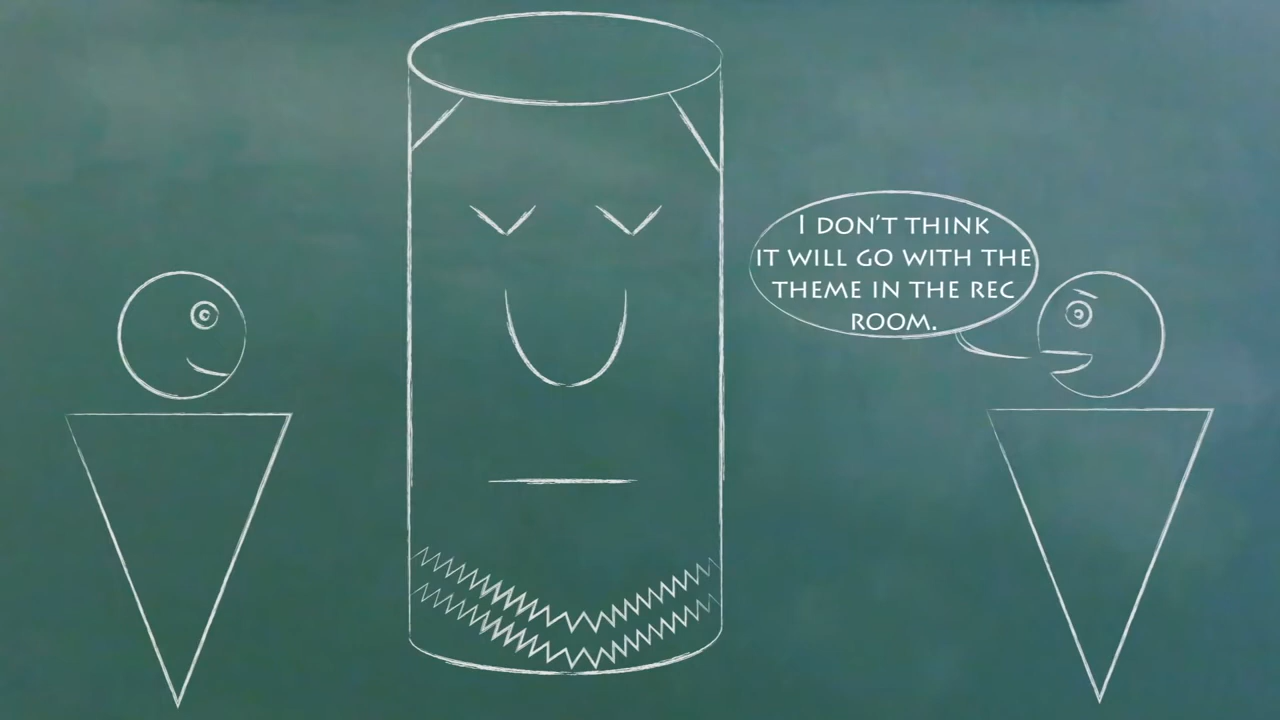 I DON'T THINK
IT WILL GO WITH THE
THEME IN THE REC
ROOM.